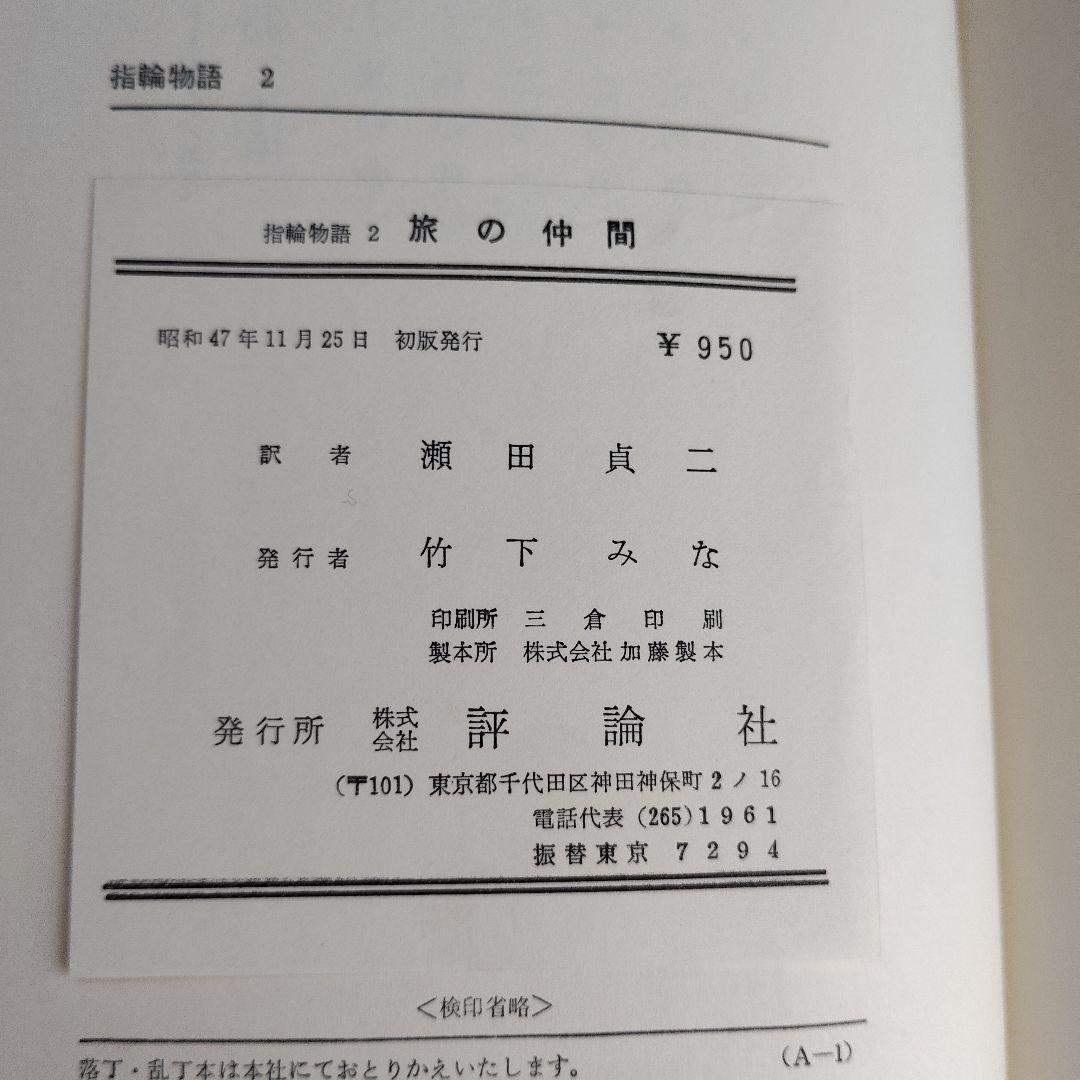 指輪物語 2
指輪物語 2 旅の仲間
昭和47年11月25日 初版発行 ¥950
訳者 瀬田貞二
発行者 竹下みな
印刷所 三倉印刷
製本所 株式会社加藤製本
発行所 株式会社 評論社
(〒101) 東京都千代田区神田神保町2ノ16
電話代表 (265)1961
振替東京 7294
<検印省略>
落丁・乱丁本は本社にておとりかえいたします。 (A-1)